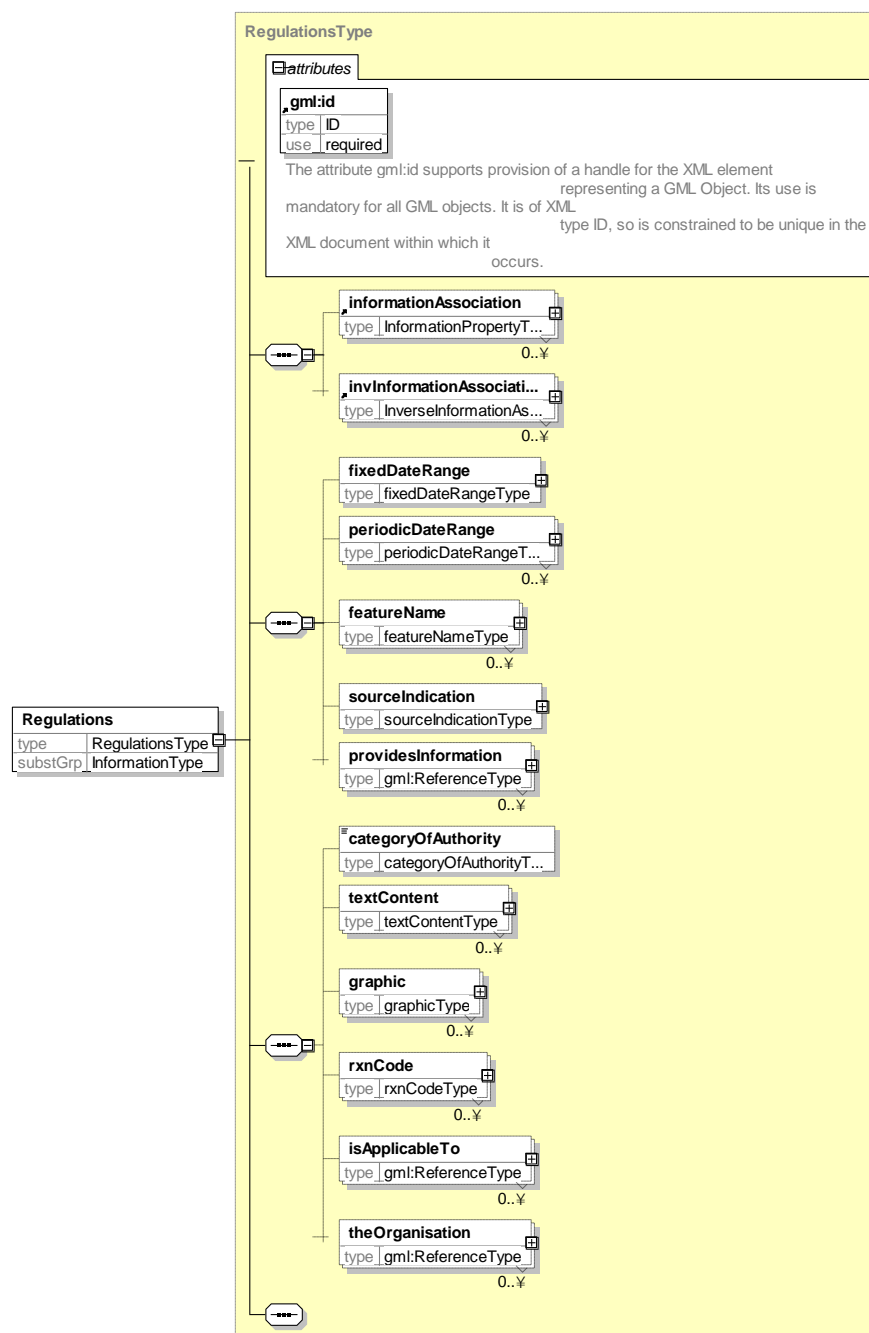 RegulationsType
attributes
gml:id
type ID
use required
The attribute gml:id supports provision of a handle for the XML element
representing a GML Object. Its use is
mandatory for all GML objects. It is of XML
type ID, so is constrained to be unique in the
XML document within which it
occurs.
informationAssociation
type InformationPropertyT...
0..¥
invInformationAssociati...
type InverseInformationAs...
0..¥
fixedDateRange
type fixedDateRangeType
periodicDateRange
type periodicDateRangeT...
0..¥
featureName
type featureNameType
0..¥
sourceIndication
type sourceIndicationType
providesInformation
type gml:ReferenceType
0..¥
Regulations
type RegulationsType
substGrp InformationType
categoryOfAuthority
type categoryOfAuthorityT...
textContent
type textContentType
0..¥
graphic
type graphicType
0..¥
rxnCode
type rxnCodeType
0..¥
isApplicableTo
type gml:ReferenceType
0..¥
theOrganisation
type gml:ReferenceType
0..¥